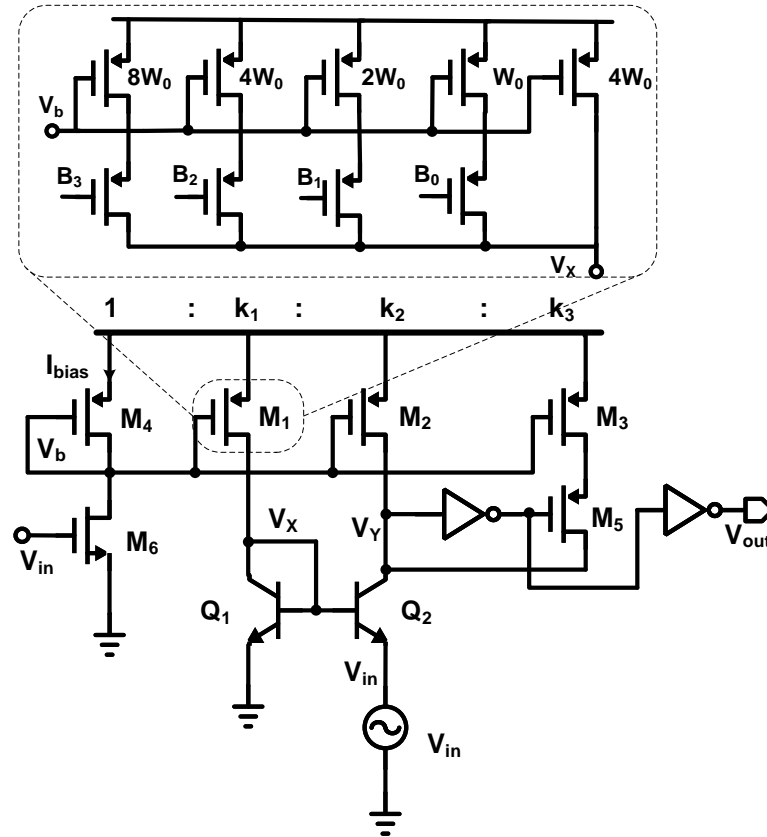 8W₀ 4W₀ 2W₀ W₀ 4W₀
V_b
B₃ B₂ B₁ B₀
V_X
1 : k₁ : k₂ : k₃
I_bias
M₄ M₁ M₂ M₃
V_b
V_X V_Y M₅
V_in M₆ V_out
Q₁ Q₂
V_in
V_in